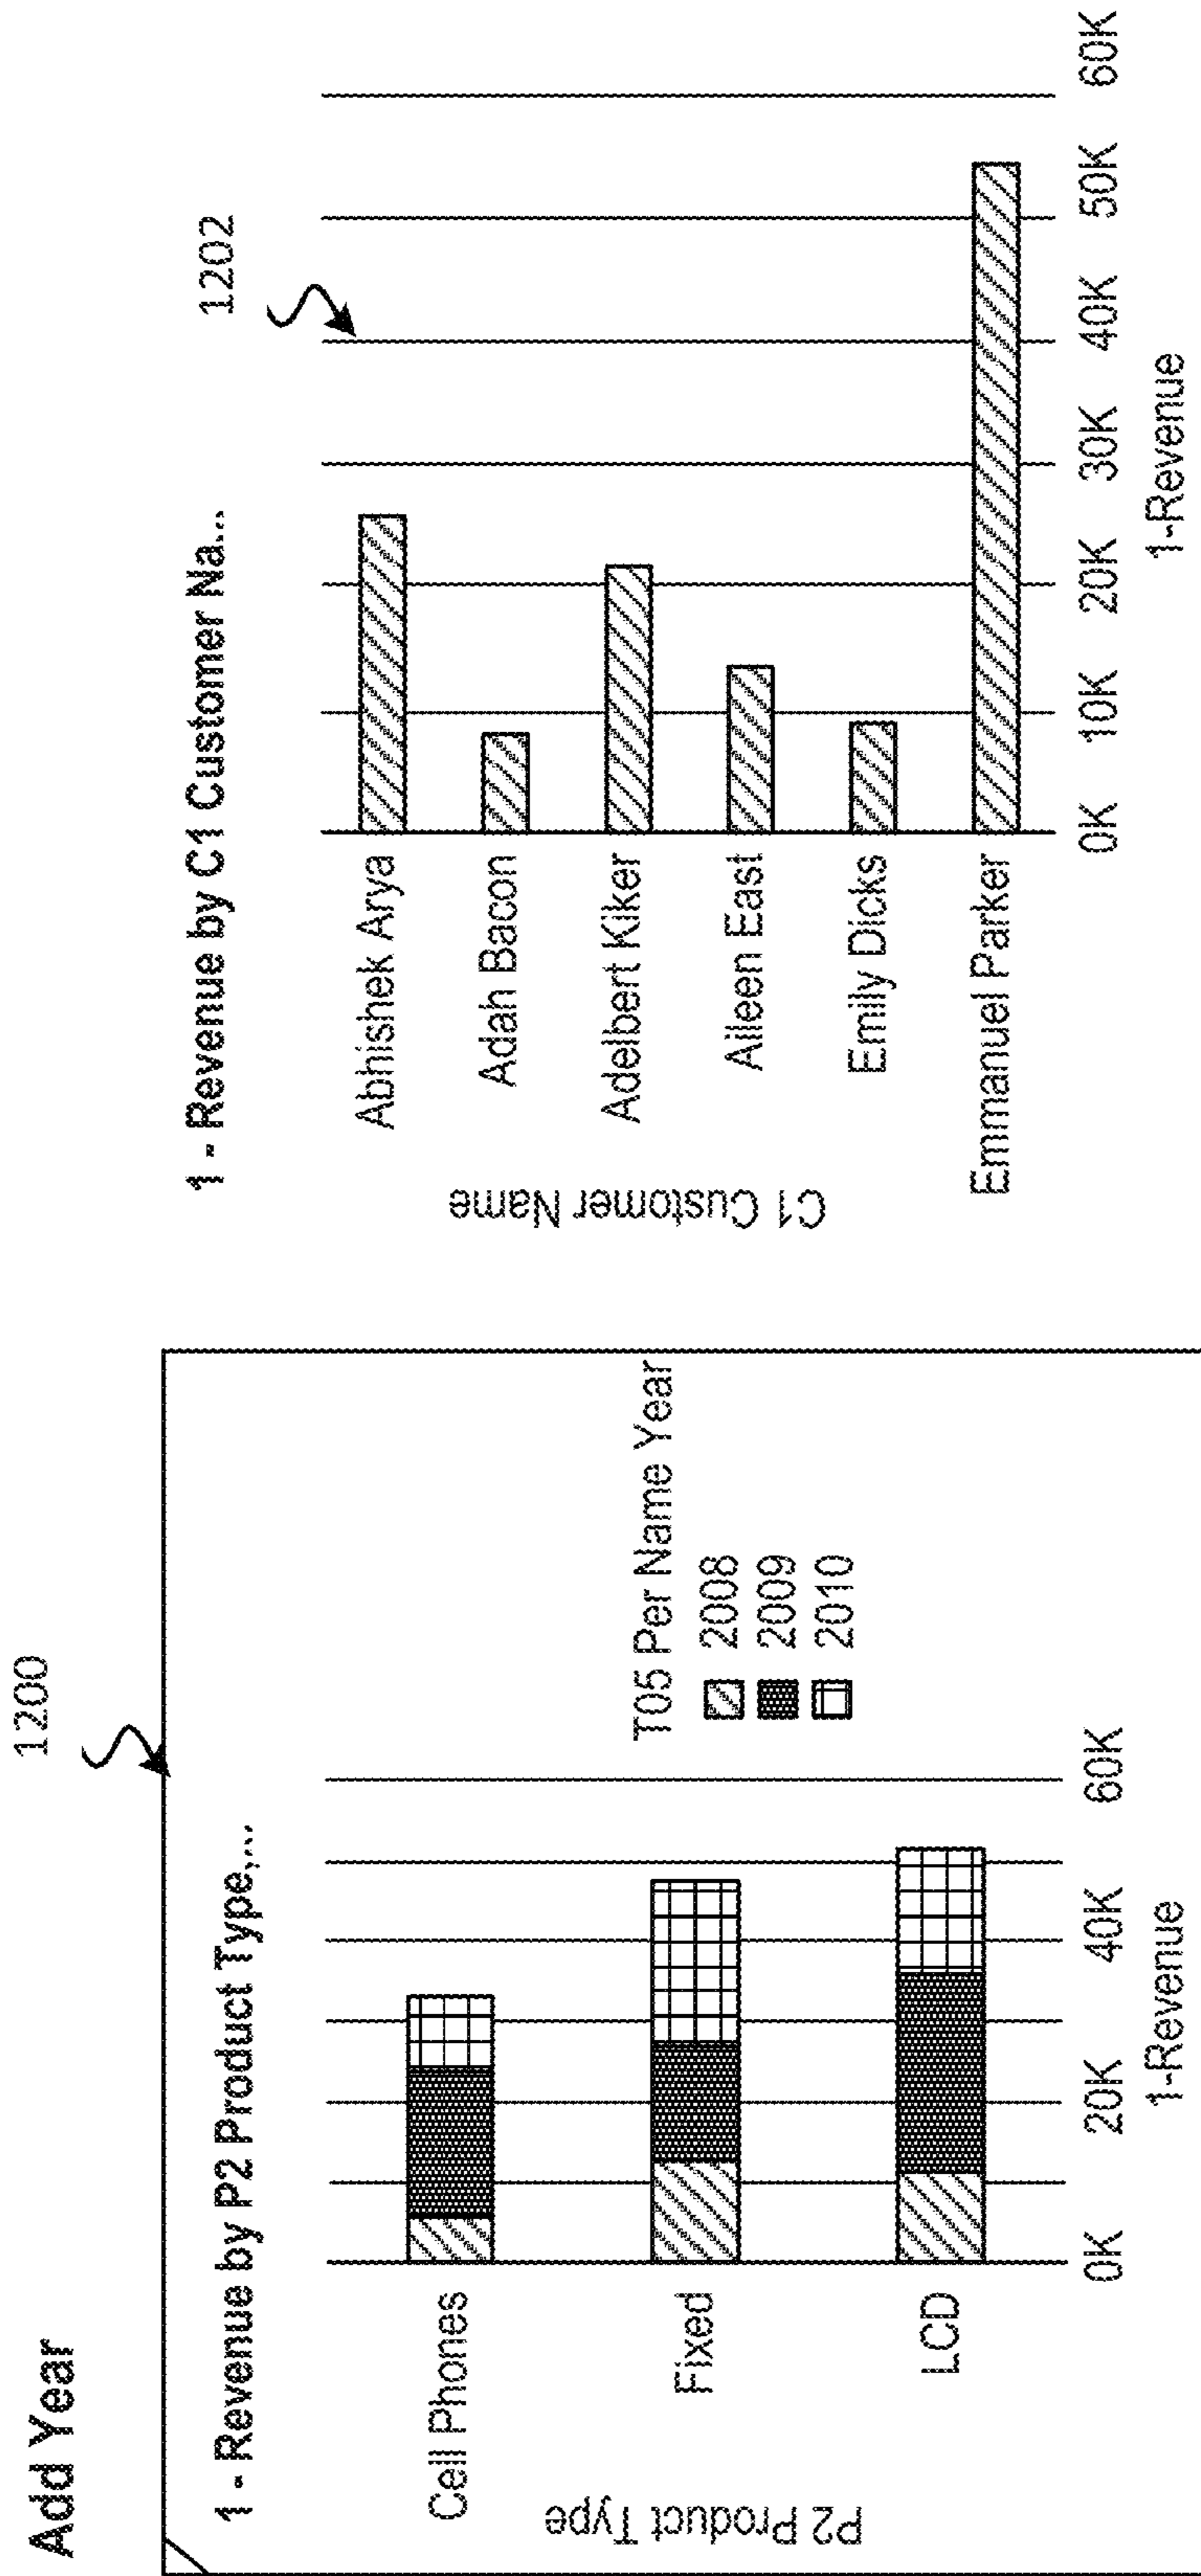 Add Year
1200
1 - Revenue by P2 Product Type,...
P2 Product Type
Cell Phones
Fixed
LCD
0K 20K 40K 60K
1-Revenue
T05 Per Name Year
2008
2009
2010
1202
1 - Revenue by C1 Customer Na...
C1 Customer Name
Abhishek Arya
Adah Bacon
Adelbert Kiker
Aileen East
Emily Dicks
Emmanuel Parker
0K 10K 20K 30K 40K 50K 60K
1-Revenue